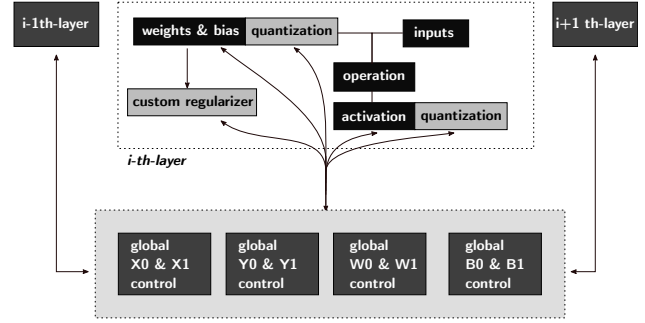 i-1th-layer
weights & bias
quantization
inputs
i+1 th-layer
operation
custom regularizer
activation
quantization
i-th-layer
global
X0 & X1
control
global
Y0 & Y1
control
global
W0 & W1
control
global
B0 & B1
control